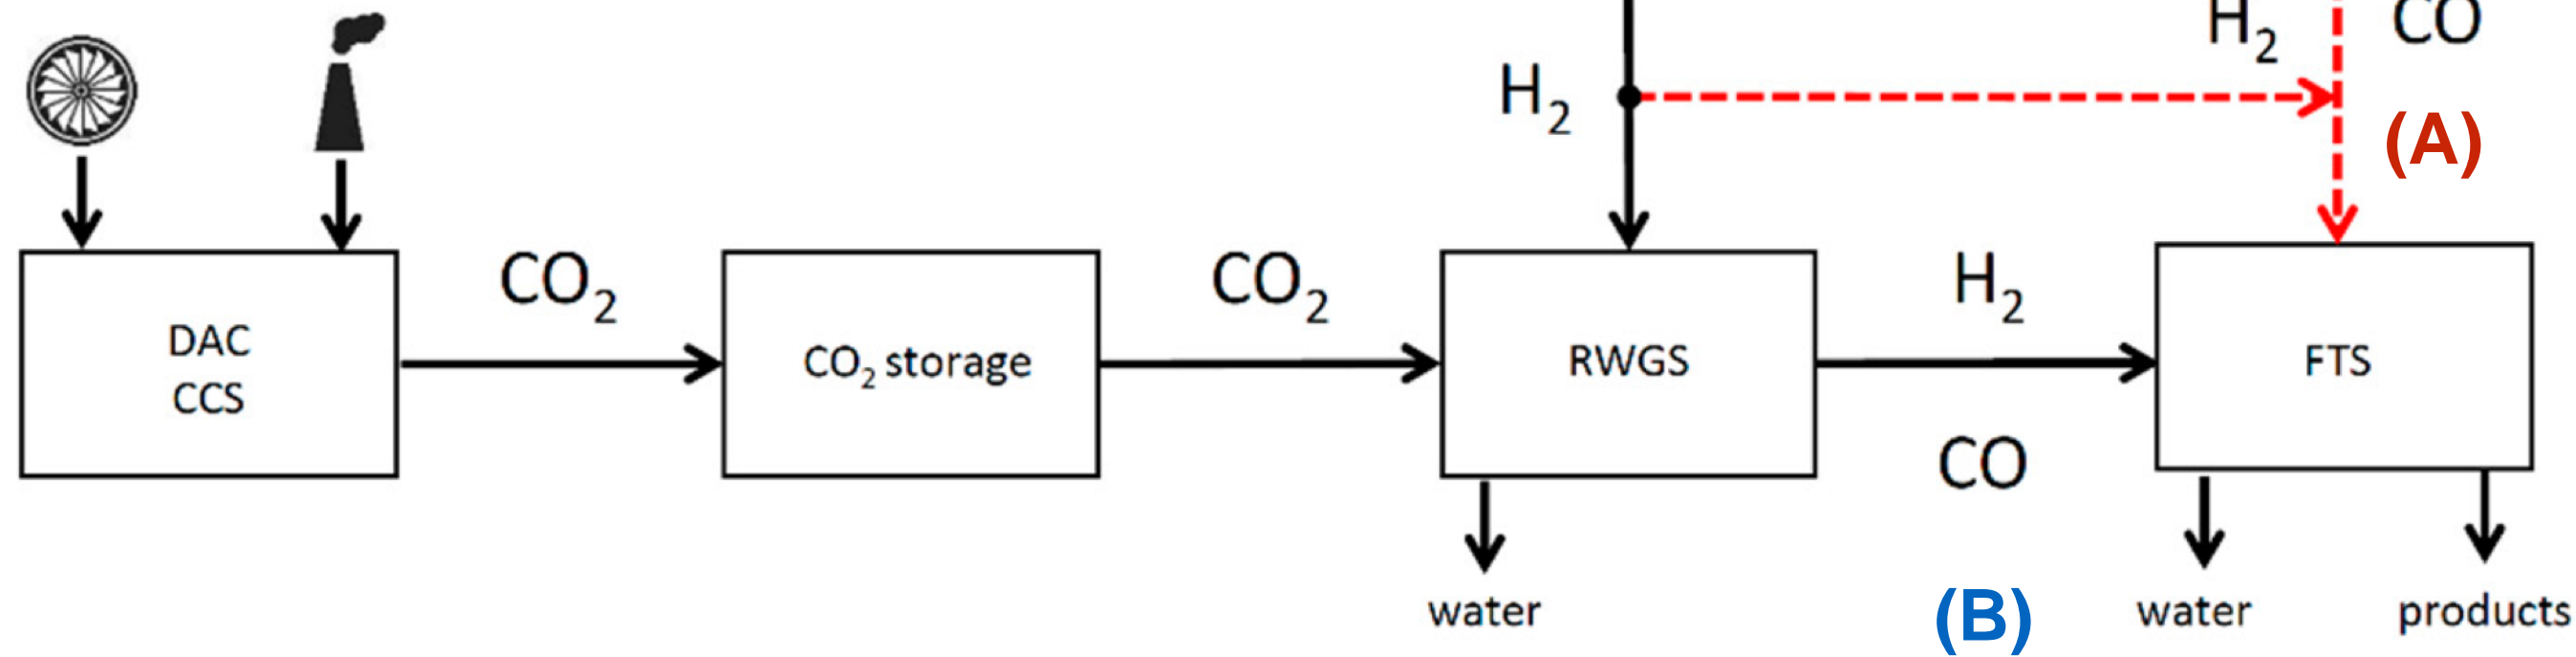 H₂
CO
H₂
(A)
CO₂
CO₂
H₂
DAC
CCS
CO₂ storage
RWGS
FTS
CO
water
(B)
water
products